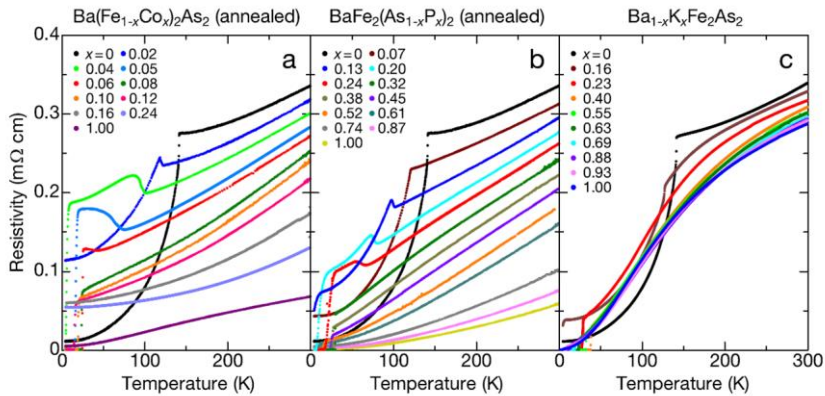 Ba(Fe1-xCox)2As2 (annealed)
BaFe2(As1-xPx)2 (annealed)
Ba1-xKxFe2As2
Resistivity (mΩ cm)
0.4
0.3
0.2
0.1
0
a
x=0 0.02
0.04 0.05
0.06 0.08
0.10 0.12
0.16 0.24
1.00
0 100 200
Temperature (K)
b
x=0 0.07
0.13 0.20
0.24 0.32
0.38 0.45
0.52 0.61
0.74 0.87
1.00
0 100 200
Temperature (K)
c
x=0
0.16
0.23
0.40
0.55
0.63
0.69
0.88
0.93
1.00
0 100 200 300
Temperature (K)